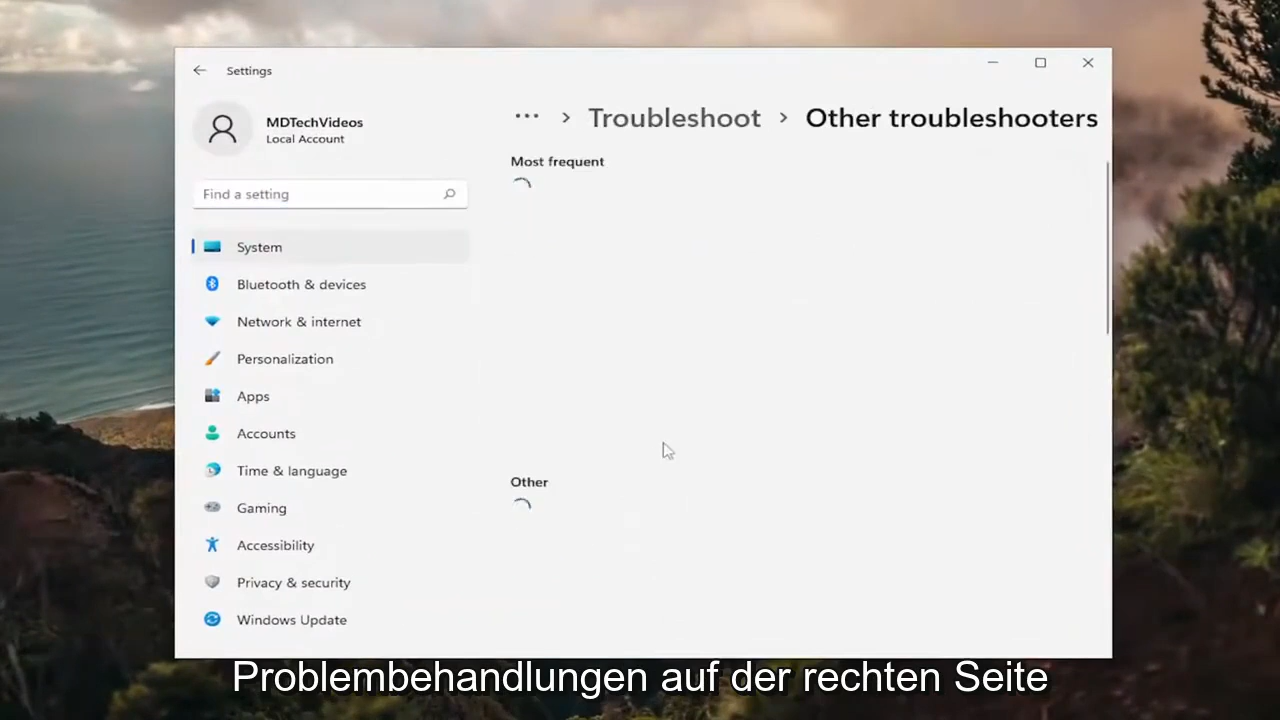 Settings
MDTechVideos
Local Account
Find a setting
System
Bluetooth & devices
Network & internet
Personalization
Apps
Accounts
Time & language
Gaming
Accessibility
Privacy & security
Windows Update
... > Troubleshoot > Other troubleshooters
Most frequent
Other
Problembehandlungen auf der rechten Seite